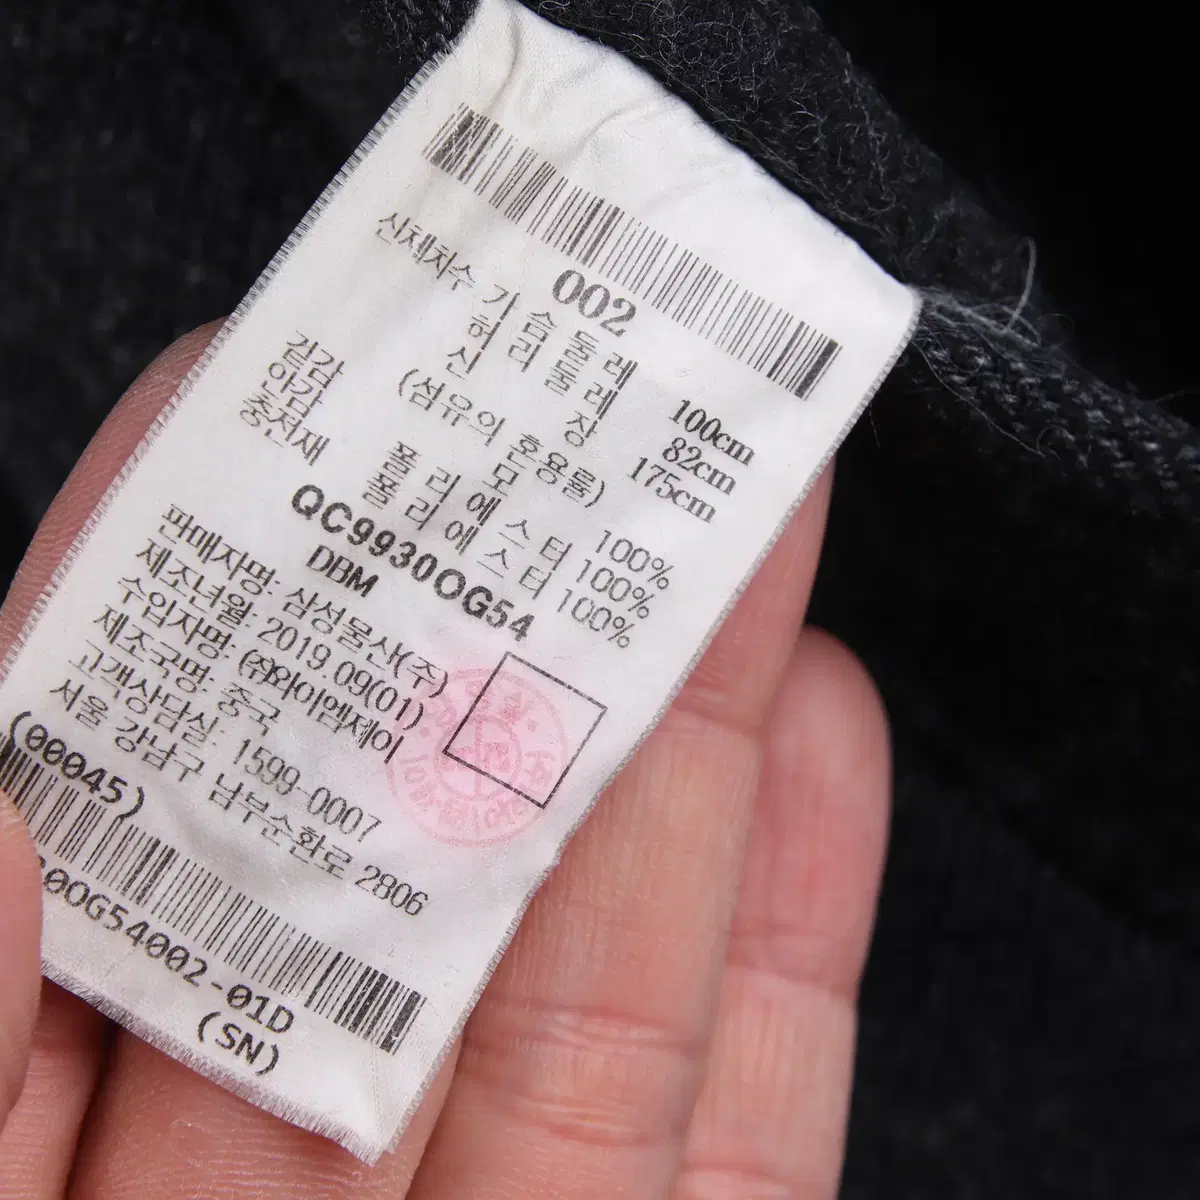 002
신체치수 가 슴 둘 레 100cm
허 리 둘 레 82cm
신 장 175cm
(섬유의 혼용률)
겉감 모 100%
안감 폴 리 에 스 터 100%
충전재 폴 리 에 스 터 100%
QC9930OG54
DBM
판매자명: 삼성물산(주)
제조년월: 2019.09(01)
수입자명: (주)와이엠제이
제조국명: 중국
고객상담실: 1599-0007
서울 강남구 남부순환로 2806
(00045)
30OG54002-01D
(SN)